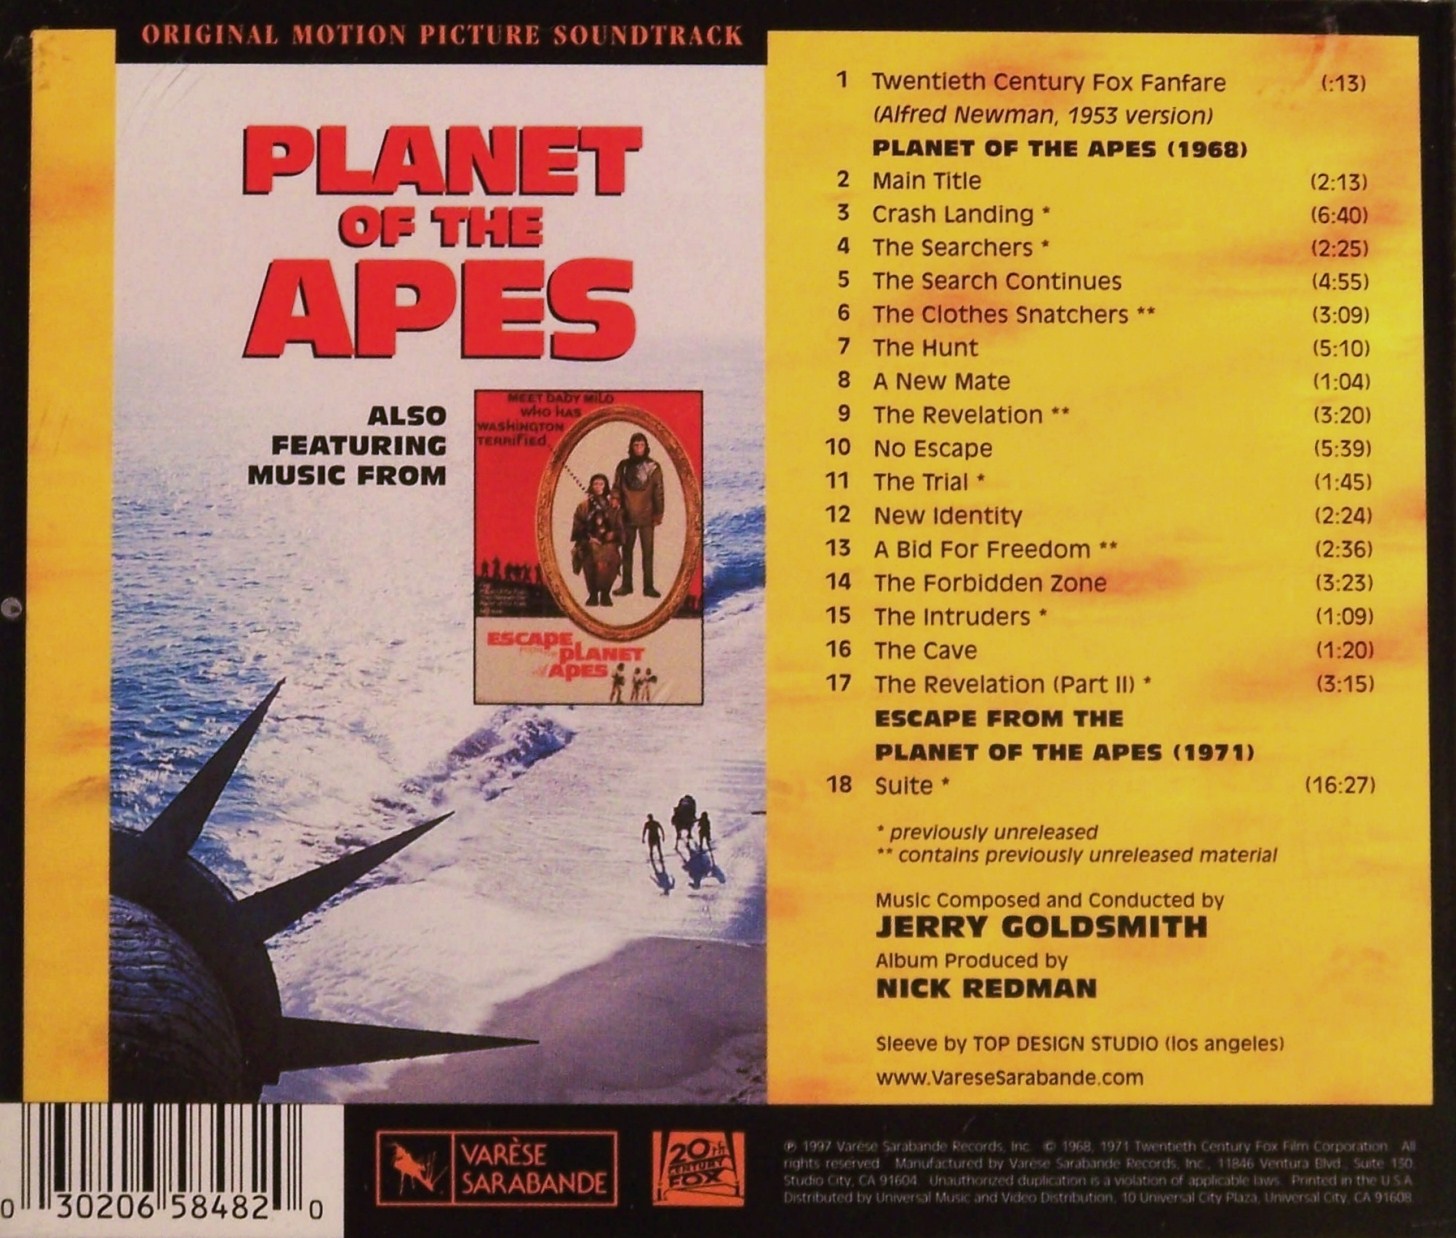 ORIGINAL MOTION PICTURE SOUNDTRACK
PLANET
OF THE
APES
ALSO
FEATURING
MUSIC FROM
MEET BABY MILO
WHO HAS
WASHINGTON
TERRIFIED.
ESCAPE
PLANET
APES
1 Twentieth Century Fox Fanfare (:13)
(Alfred Newman, 1953 version)
PLANET OF THE APES (1968)
2 Main Title (2:13)
3 Crash Landing * (6:40)
4 The Searchers * (2:25)
5 The Search Continues (4:55)
6 The Clothes Snatchers ** (3:09)
7 The Hunt (5:10)
8 A New Mate (1:04)
9 The Revelation ** (3:20)
10 No Escape (5:39)
11 The Trial * (1:45)
12 New Identity (2:24)
13 A Bid For Freedom ** (2:36)
14 The Forbidden Zone (3:23)
15 The Intruders * (1:09)
16 The Cave (1:20)
17 The Revelation (Part II) * (3:15)
ESCAPE FROM THE
PLANET OF THE APES (1971)
18 Suite * (16:27)
* previously unreleased
** contains previously unreleased material
Music Composed and Conducted by
JERRY GOLDSMITH
Album Produced by
NICK REDMAN
Sleeve by TOP DESIGN STUDIO (los angeles)
www.VareseSarabande.com
0 30206 58482 0
VARÈSE
SARABANDE
20TH
CENTURY
FOX
℗ 1997 Varèse Sarabande Records, Inc. © 1968, 1971 Twentieth Century Fox Film Corporation. All
rights reserved. Manufactured by Varèse Sarabande Records, Inc., 11846 Ventura Blvd., Suite 130,
Studio City, CA 91604. Unauthorized duplication is a violation of applicable laws. Printed in the U.S.A.
Distributed by Universal Music and Video Distribution, 10 Universal City Plaza, Universal City, CA 91608.